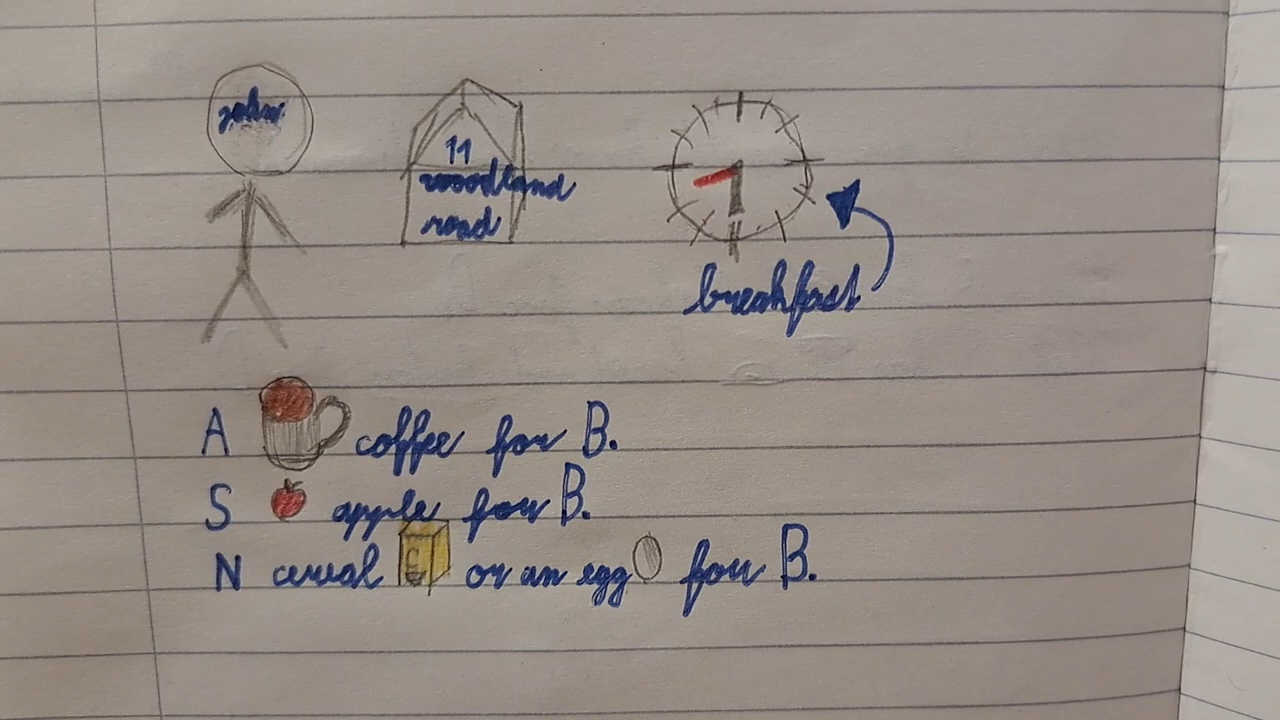 john
11
woodland
road
breakfast
A coffee for B.
S apple for B.
N cereal C or an egg for B.